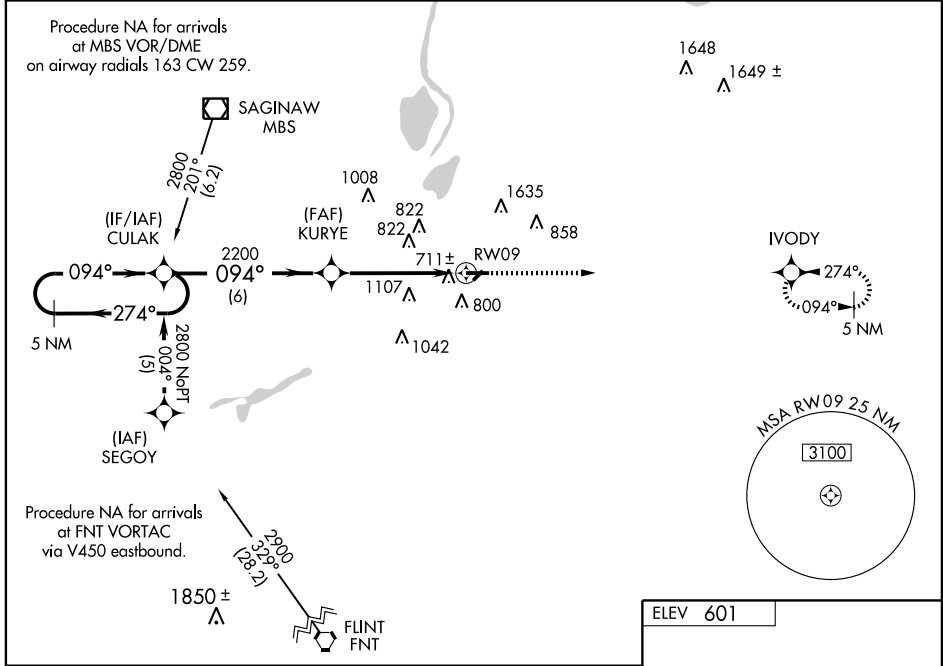 Procedure NA for arrivals
at MBS VOR/DME
on airway radials 163 CW 259.
1648
1649 ±
SAGINAW
MBS
2800
201°
(6.2)
1008
822
822
1635
858
(IF/IAF)
CULAK
(FAF)
KURYE
RW09
IVODY
094°
2200
094°
(6)
711±
274°
1107
800
094°
274°
5 NM
5 NM
1042
2800 NoPT
004°
(5)
(IAF)
SEGOY
MSA RW09 25 NM
3100
Procedure NA for arrivals
at FNT VORTAC
via V450 eastbound.
2900
329°
(28.2)
1850 ±
FLINT
FNT
ELEV 601